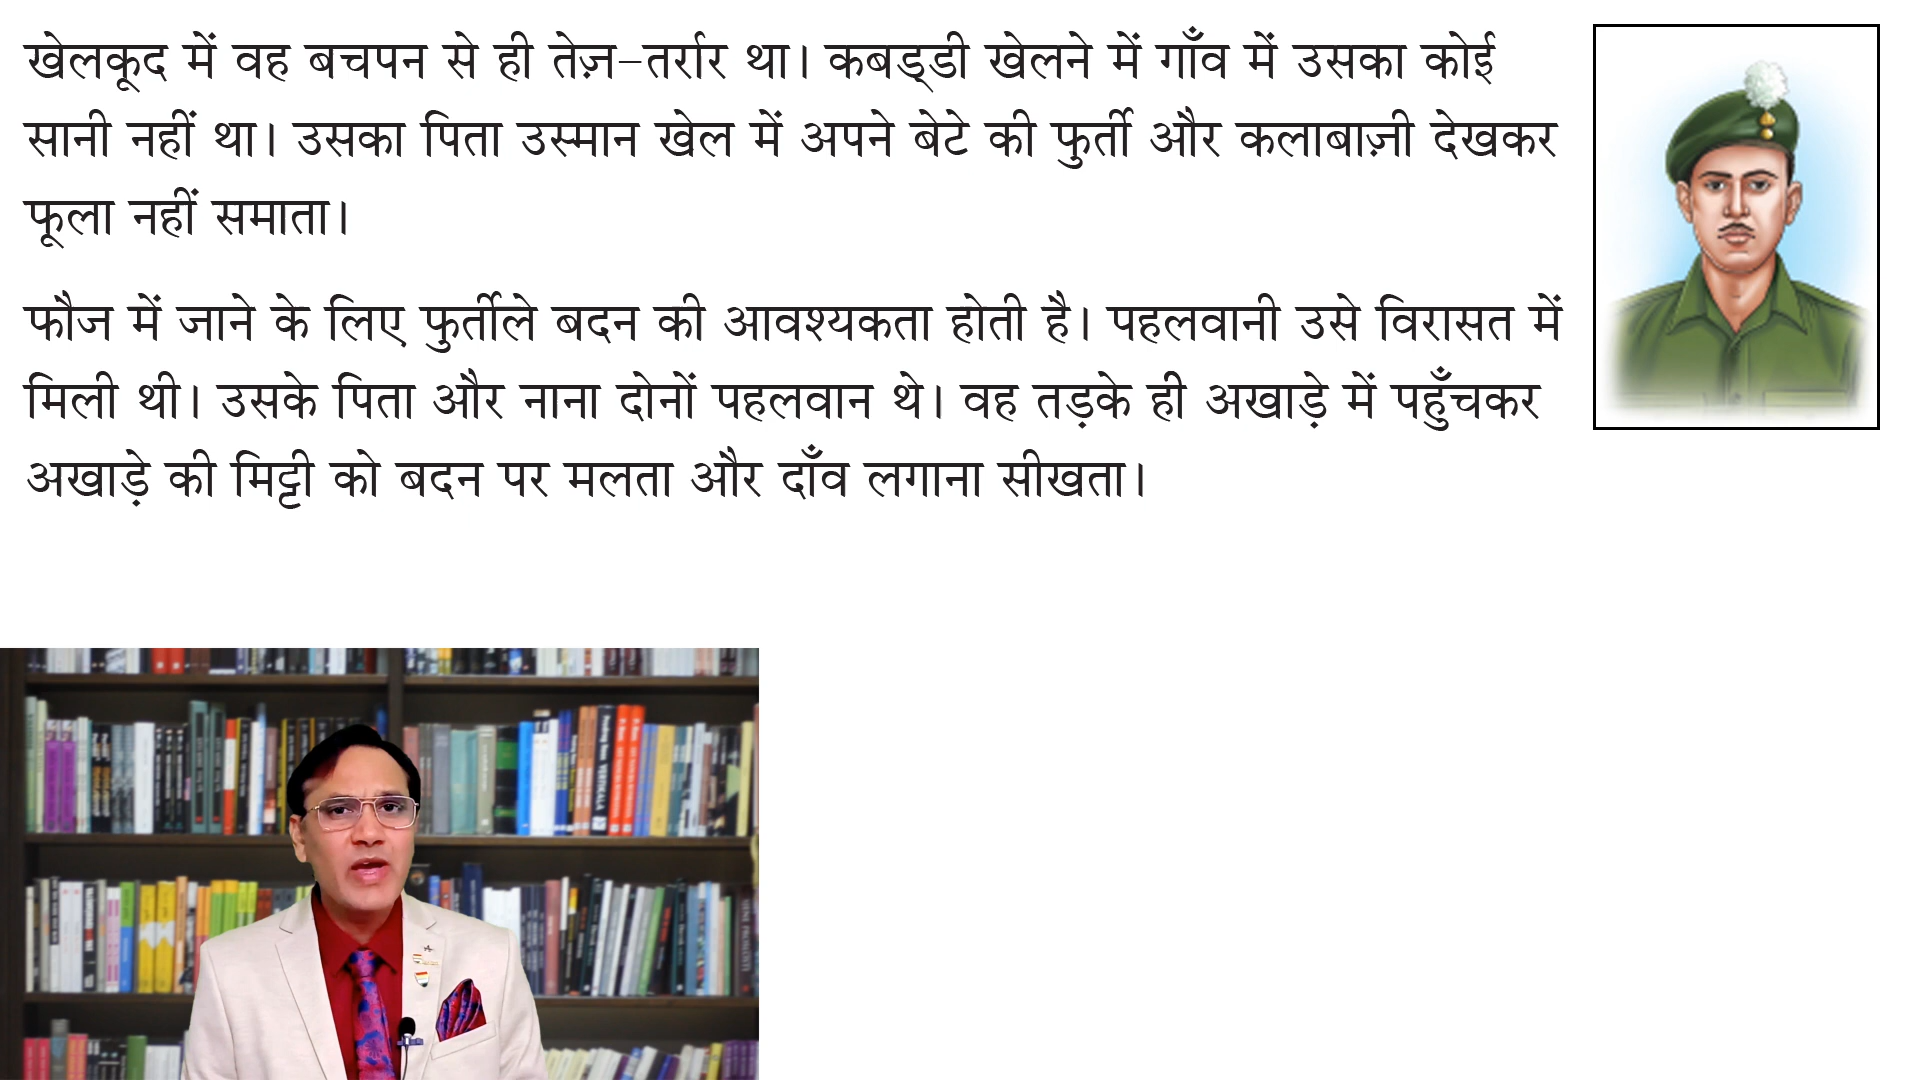 खेलकूद में वह बचपन से ही तेज़-तर्रार था। कबड्डी खेलने में गाँव में उसका कोई
सानी नहीं था। उसका पिता उस्मान खेल में अपने बेटे की फुर्ती और कलाबाज़ी देखकर
फूला नहीं समाता।
फौज में जाने के लिए फुर्तीले बदन की आवश्यकता होती है। पहलवानी उसे विरासत में
मिली थी। उसके पिता और नाना दोनों पहलवान थे। वह तड़के ही अखाड़े में पहुँचकर
अखाड़े की मिट्टी को बदन पर मलता और दाँव लगाना सीखता।